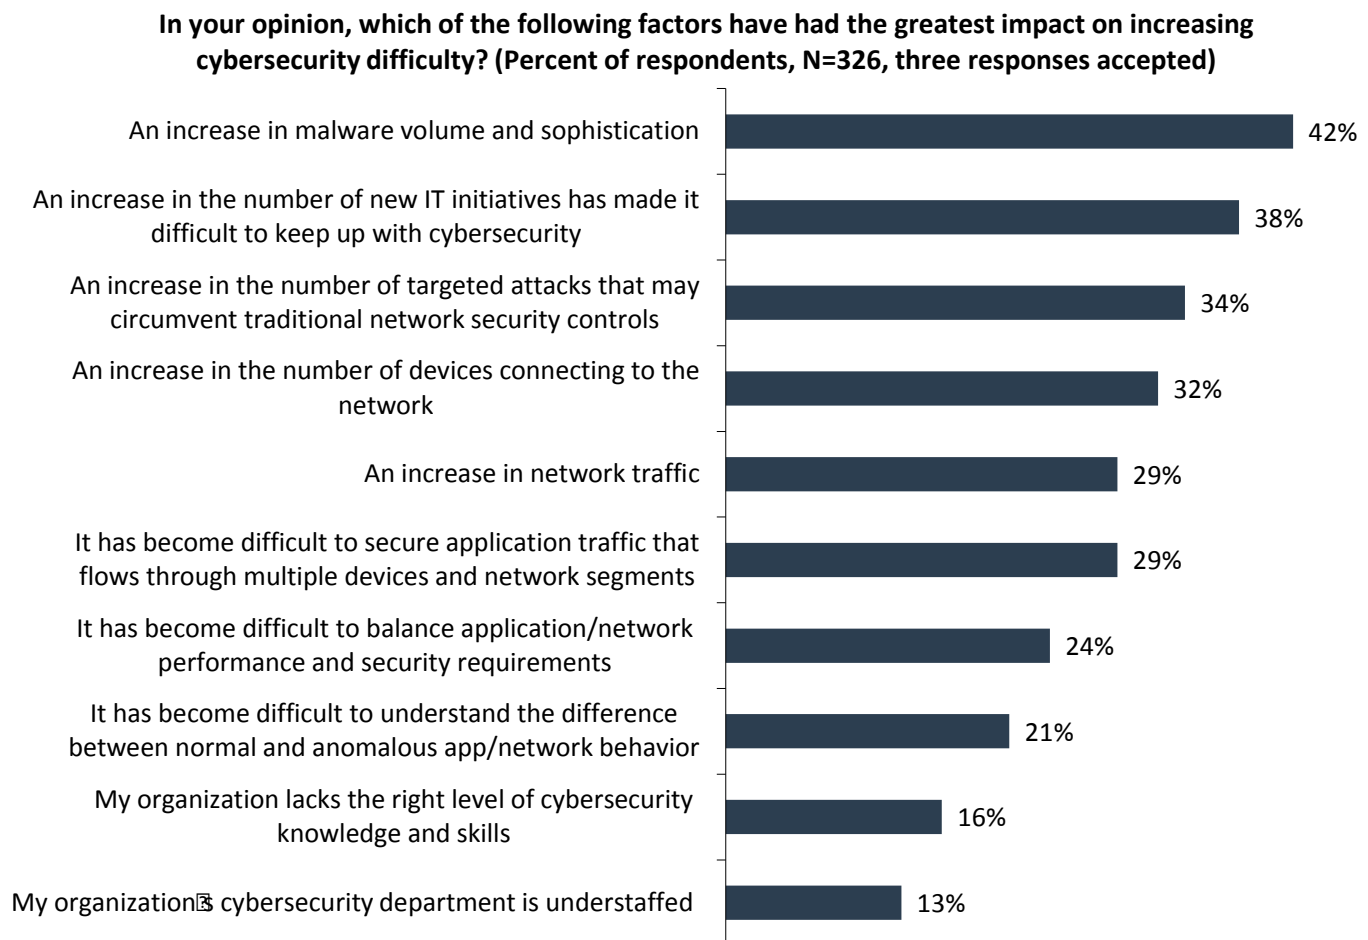 In your opinion, which of the following factors have had the greatest impact on increasing
cybersecurity difficulty? (Percent of respondents, N=326, three responses accepted)
An increase in malware volume and sophistication
42%
An increase in the number of new IT initiatives has made it
difficult to keep up with cybersecurity
38%
An increase in the number of targeted attacks that may
circumvent traditional network security controls
34%
An increase in the number of devices connecting to the
network
32%
An increase in network traffic
29%
It has become difficult to secure application traffic that
flows through multiple devices and network segments
29%
It has become difficult to balance application/network
performance and security requirements
24%
It has become difficult to understand the difference
between normal and anomalous app/network behavior
21%
My organization lacks the right level of cybersecurity
knowledge and skills
16%
My organization�s cybersecurity department is understaffed
13%